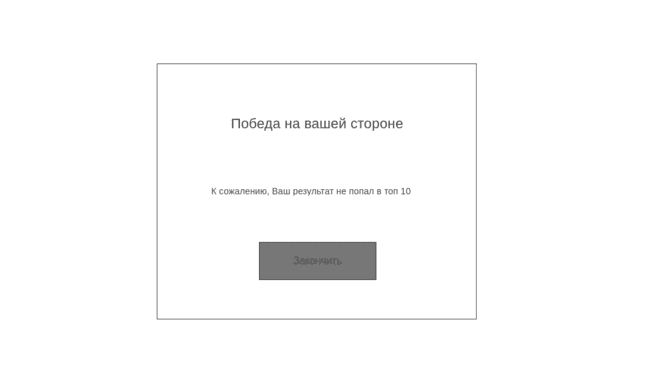 Победа на вашей стороне
К сожалению, Ваш результат не попал в топ 10
Закончить